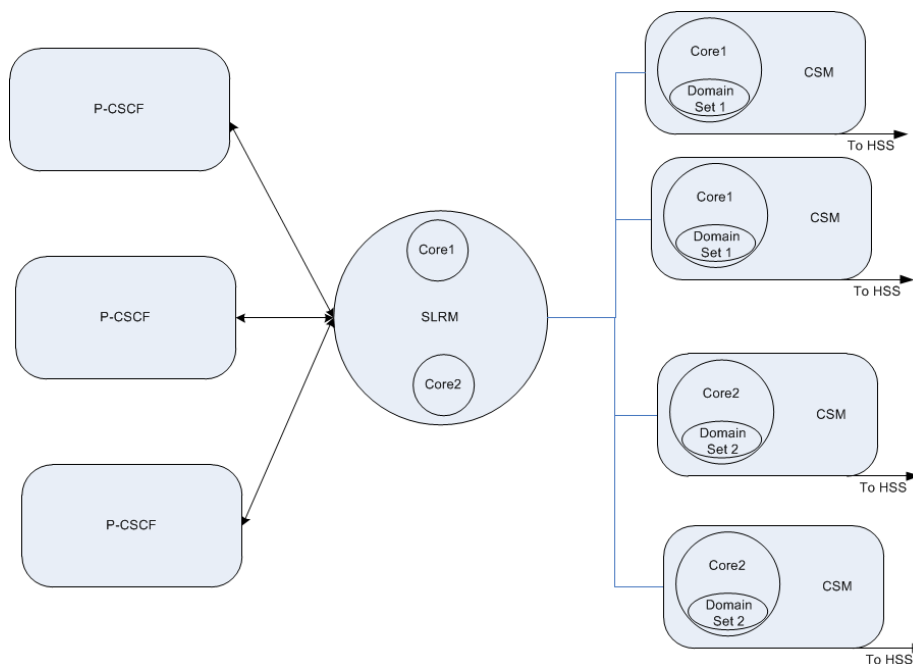 P-CSCF
P-CSCF
P-CSCF
Core1
SLRM
Core2
Core1
CSM
Domain
Set 1
To HSS
Core1
CSM
Domain
Set 1
To HSS
Core2
CSM
Domain
Set 2
To HSS
Core2
CSM
Domain
Set 2
To HSS